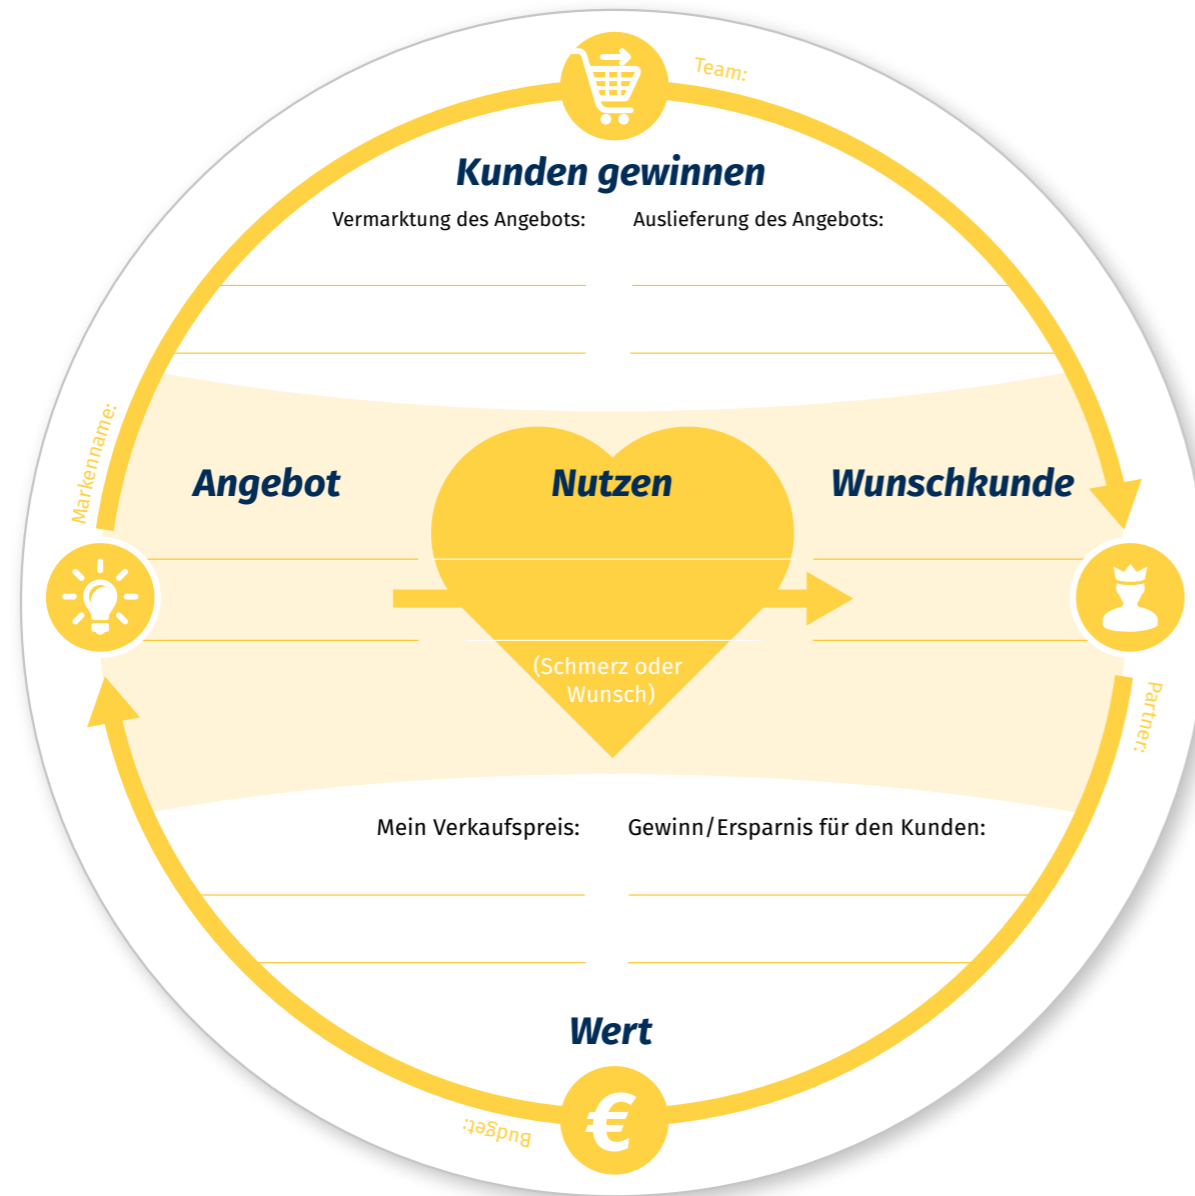 Team:
Kunden gewinnen
Vermarktung des Angebots:
Auslieferung des Angebots:
Markenname:
Angebot
Nutzen
Wunschkunde
(Schmerz oder
Wunsch)
Partner:
Mein Verkaufspreis:
Gewinn/Ersparnis für den Kunden:
Wert
€
Budget: